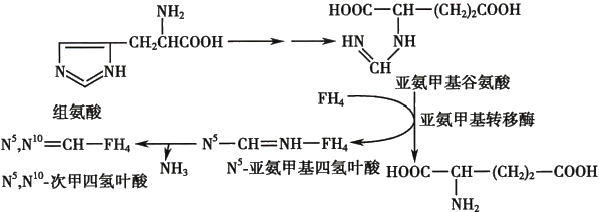 NH₂
CH₂CHCOOH
N
NH
组氨酸
HOOC—CH—(CH₂)₂COOH
HN
NH
CH
亚氨甲基谷氨酸
FH₄
亚氨甲基转移酶
N⁵,N¹⁰=CH—FH₄
NH₃
N⁵—CH=NH—FH₄
N⁵-亚氨甲基四氢叶酸
N⁵,N¹⁰-次甲四氢叶酸
HOOC—CH—(CH₂)₂—COOH
NH₂